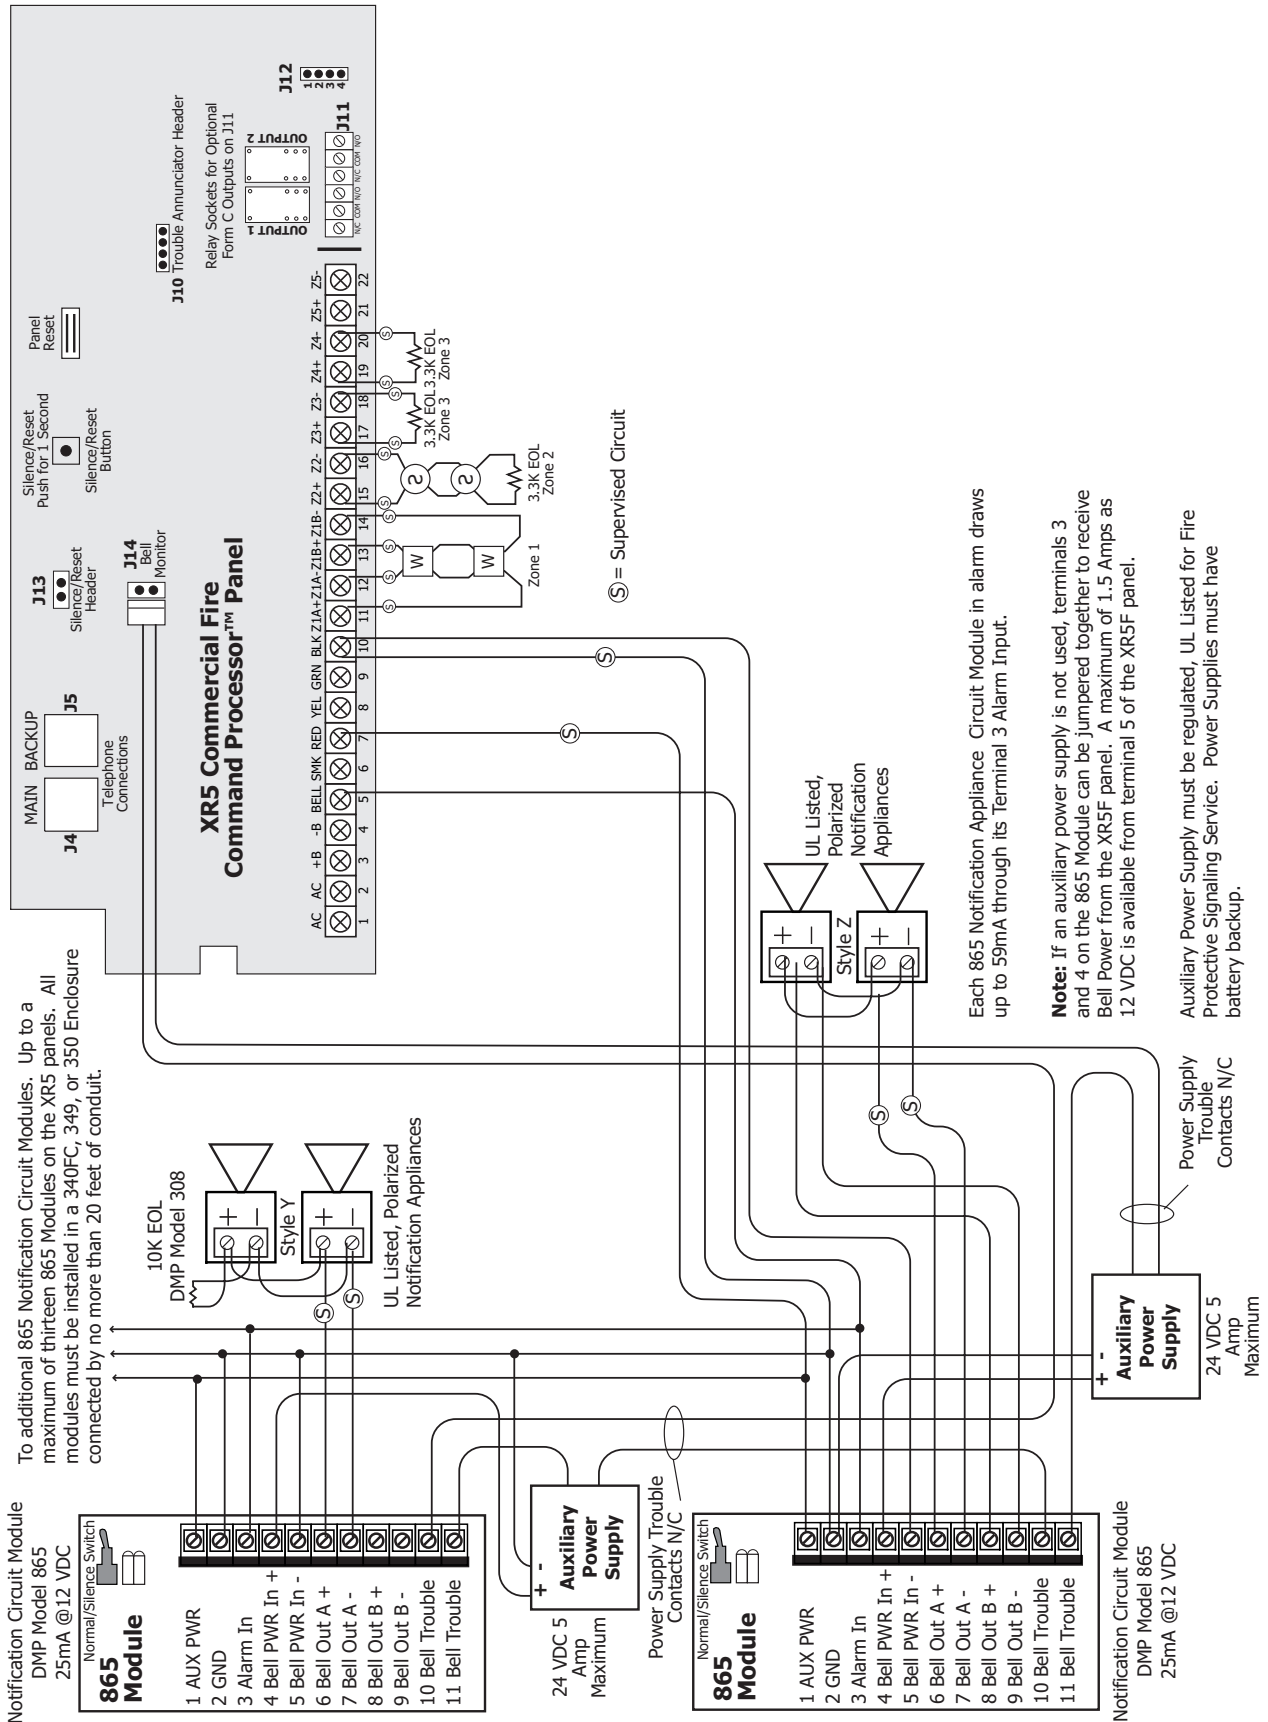 To additional 865 Notification Circuit Modules.  Up to a
maximum of thirteen 865 Modules on the XR5 panels.  All
modules must be installed in a 340FC, 349, or 350 Enclosure
connected by no more than 20 feet of conduit.
MAIN
BACKUP
J4
J5
Telephone
Connections
J13
Silence/Reset
Header
J14
Bell
Monitor
Silence/Reset
Push for 1 Second
Silence/Reset
Button
Panel
Reset
J10 Trouble Annunciator Header
Relay Sockets for Optional
Form C Outputs on J11
OUTPUT 1
OUTPUT 2
J12
1 2 3 4
J11
N/C COM N/O N/C COM N/O
XR5 Commercial Fire
Command Processor™ Panel
AC AC +B -B BELL SMK RED YEL GRN BLK Z1A+ Z1A- Z1B+ Z1B- Z2+ Z2- Z3+ Z3- Z4+ Z4- Z5+ Z5-
1 2 3 4 5 6 7 8 9 10 11 12 13 14 15 16 17 18 19 20 21 22
S S S S S S S S S S
W
W
Zone 1
2
2
3.3K EOL
Zone 2
3.3K EOL
Zone 3
3.3K EOL
Zone 3
S
S
S = Supervised Circuit
10K EOL
DMP Model 308
+ -
Style Y
+ -
S
S
UL Listed, Polarized
Notification Appliances
UL Listed,
Polarized
Notification
Appliances
+ -
Style Z
+ -
S
S
Each 865 Notification Appliance  Circuit Module in alarm draws
up to 59mA through its Terminal 3 Alarm Input.
Note: If an auxiliary power supply is not used, terminals 3
and 4 on the 865 Module can be jumpered together to receive
Bell Power from the XR5F panel.  A maximum of 1.5 Amps as
12 VDC is available from terminal 5 of the XR5F panel.
Auxiliary Power Supply must be regulated, UL Listed for Fire
Protective Signaling Service.  Power Supplies must have
battery backup.
Notification Circuit Module
DMP Model 865
25mA @12 VDC
Normal/Silence Switch
865
Module
1 AUX PWR
2 GND
3 Alarm In
4 Bell PWR In +
5 Bell PWR In -
6 Bell Out A +
7 Bell Out A -
8 Bell Out B +
9 Bell Out B -
10 Bell Trouble
11 Bell Trouble
+ -
Auxiliary
Power
Supply
24 VDC 5
Amp
Maximum
Power Supply Trouble
Contacts N/C
Normal/Silence Switch
865
Module
1 AUX PWR
2 GND
3 Alarm In
4 Bell PWR In +
5 Bell PWR In -
6 Bell Out A +
7 Bell Out A -
8 Bell Out B +
9 Bell Out B -
10 Bell Trouble
11 Bell Trouble
Notification Circuit Module
DMP Model 865
25mA @12 VDC
+ -
Auxiliary
Power
Supply
24 VDC 5
Amp
Maximum
Power Supply
Trouble
Contacts N/C